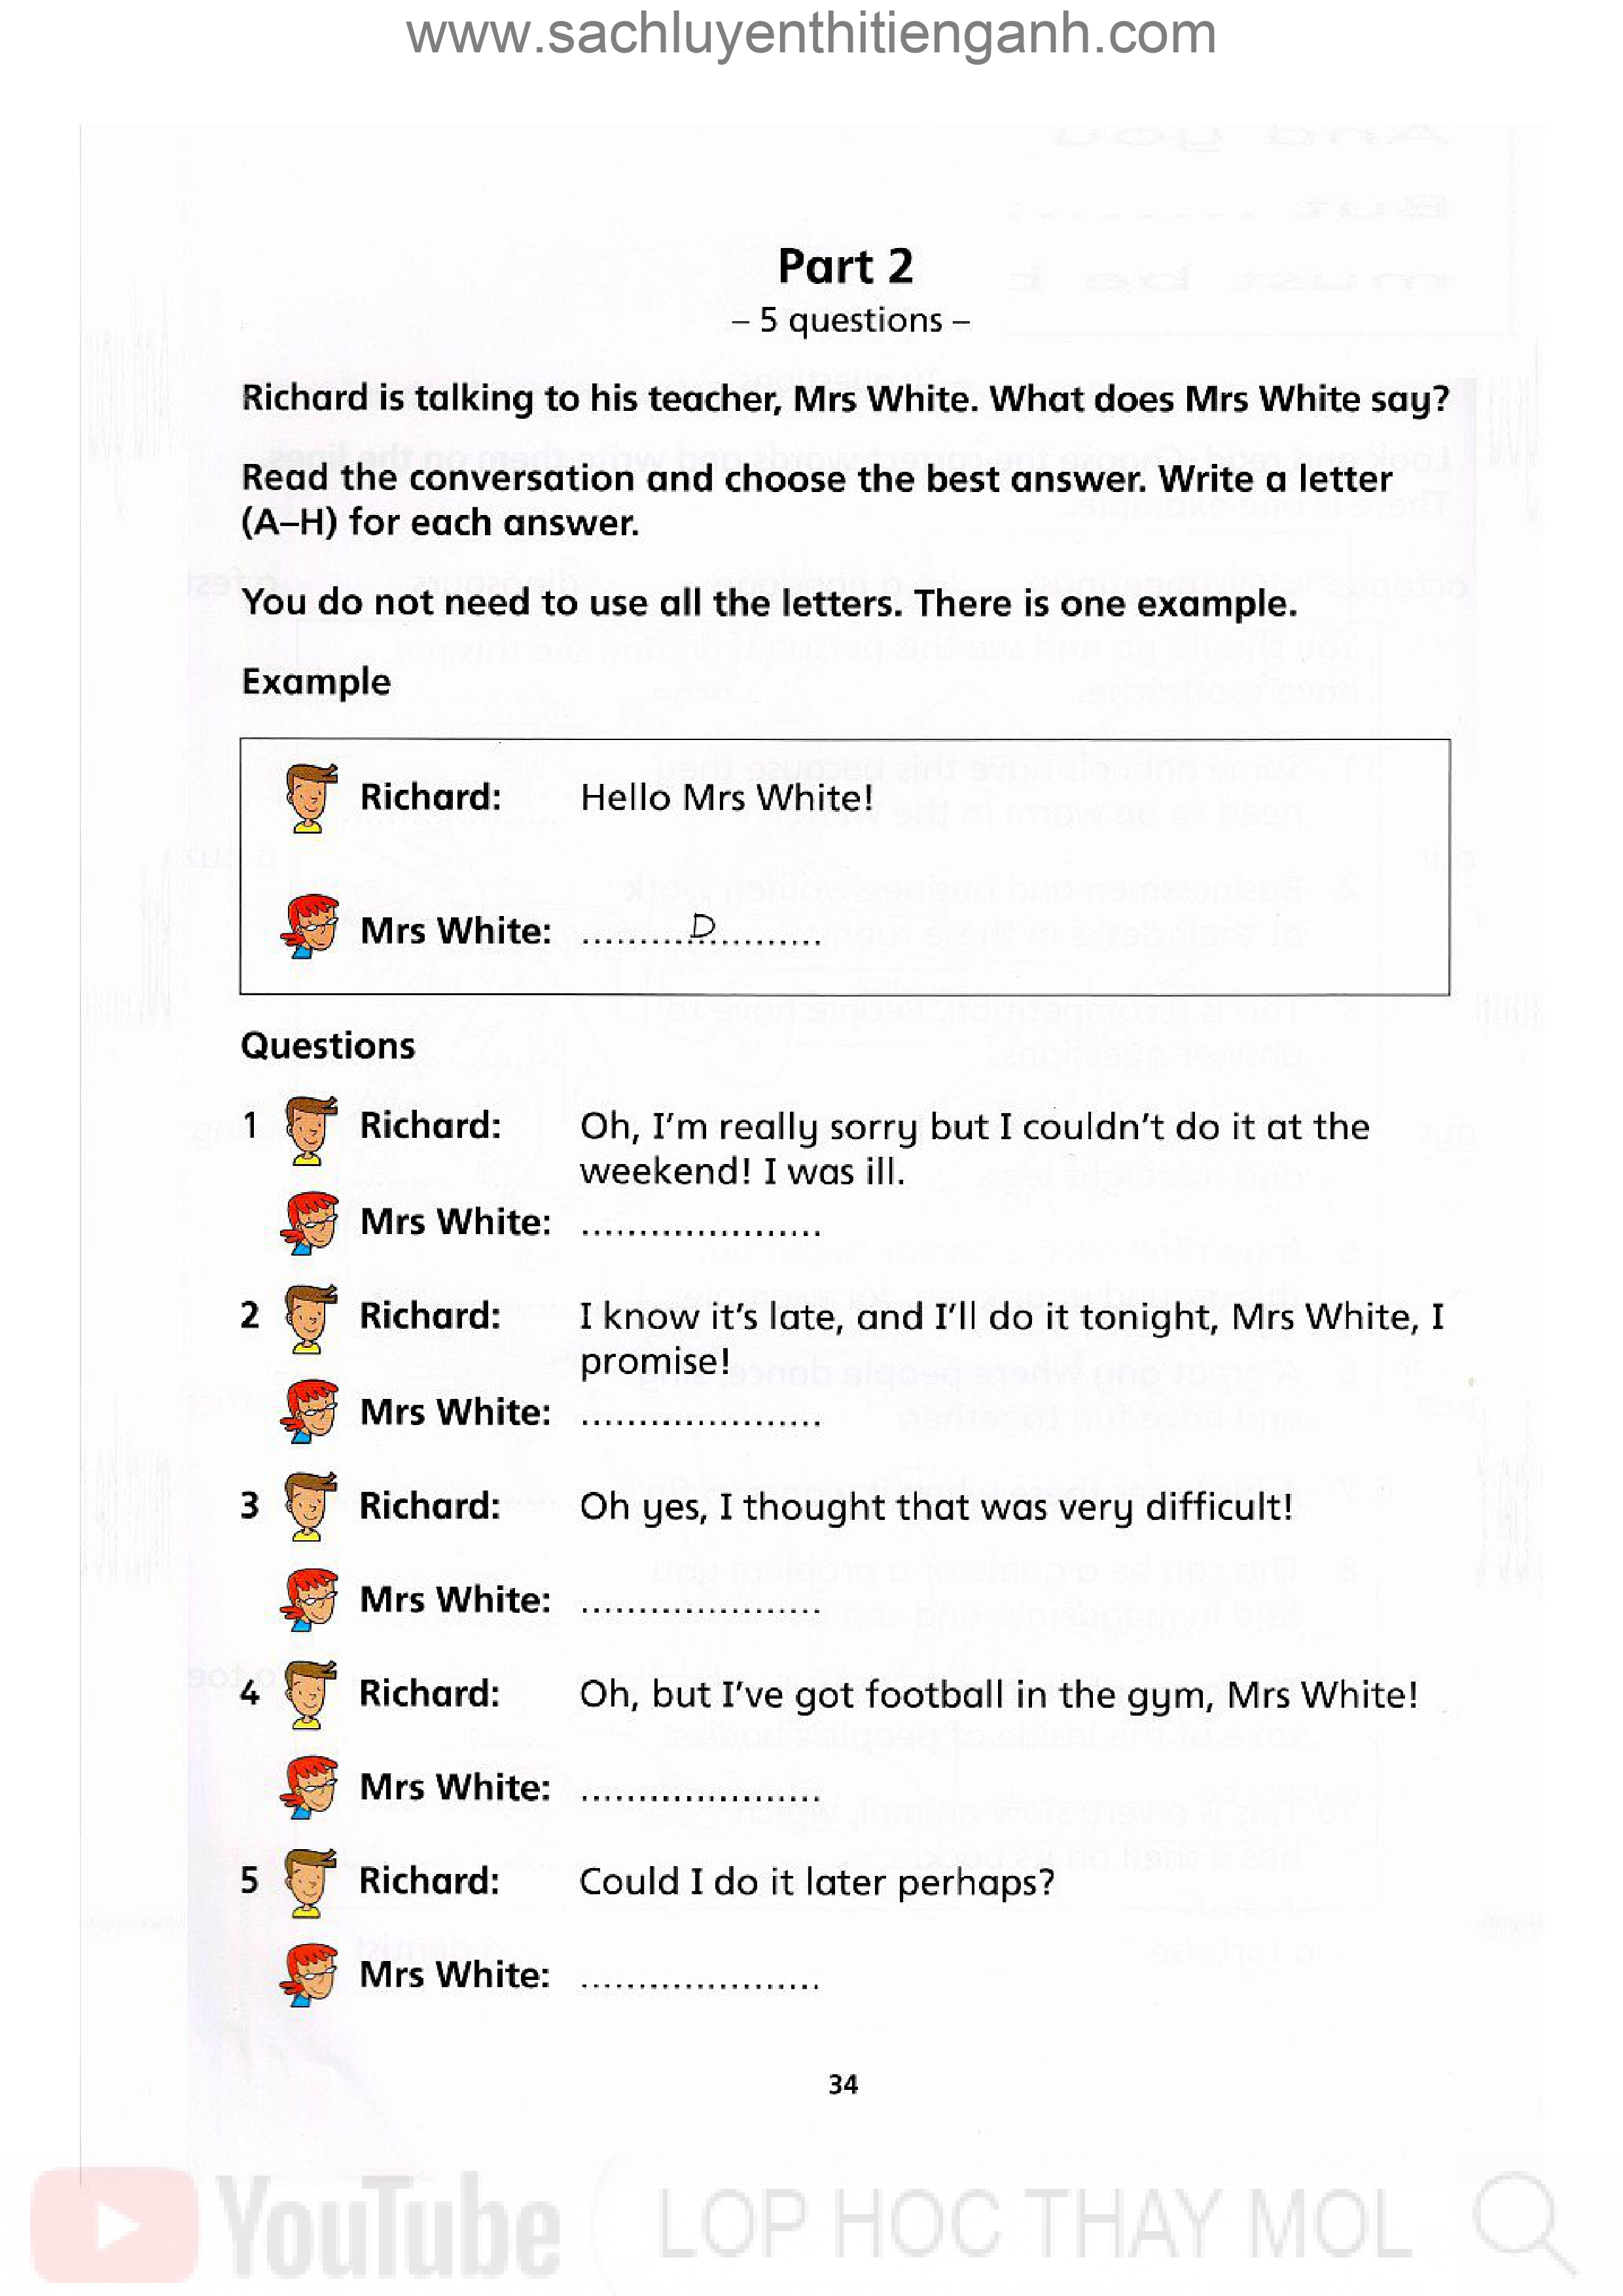 www.sachluyenthitienganh.com
Part 2
– 5 questions –
Richard is talking to his teacher, Mrs White. What does Mrs White say?
Read the conversation and choose the best answer. Write a letter
(A–H) for each answer.
You do not need to use all the letters. There is one example.
Example
Richard: Hello Mrs White!
Mrs White: ..........D..........
Questions
1 Richard: Oh, I'm really sorry but I couldn't do it at the
weekend! I was ill.
Mrs White: .....................
2 Richard: I know it's late, and I'll do it tonight, Mrs White, I
promise!
Mrs White: .....................
3 Richard: Oh yes, I thought that was very difficult!
Mrs White: .....................
4 Richard: Oh, but I've got football in the gym, Mrs White!
Mrs White: .....................
5 Richard: Could I do it later perhaps?
Mrs White: .....................
34
YouTube LOP HOC THAY MOL